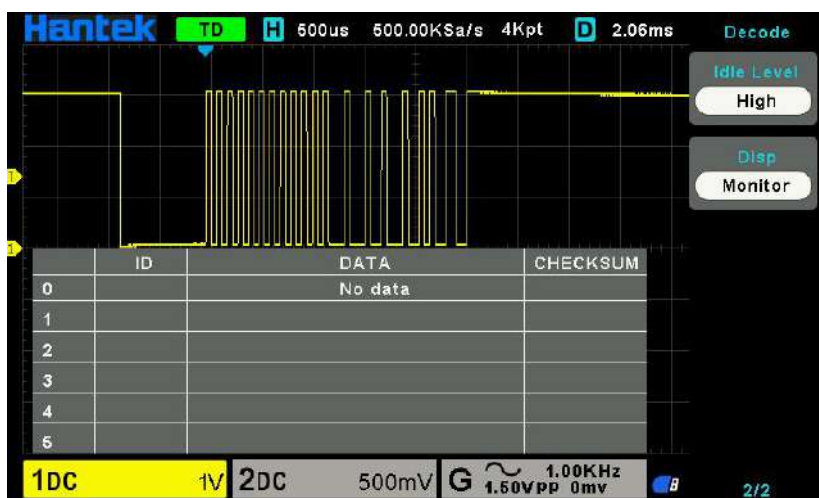 Hantek TD H 500us 500.00KSa/s 4Kpt D 2.06ms Decode
Idle Level
High
Disp
Monitor
T
1
ID DATA CHECKSUM
0 No data
1
2
3
4
5
1DC 1V 2DC 500mV G 1.00KHz
1.50VPP 0mv
2/2